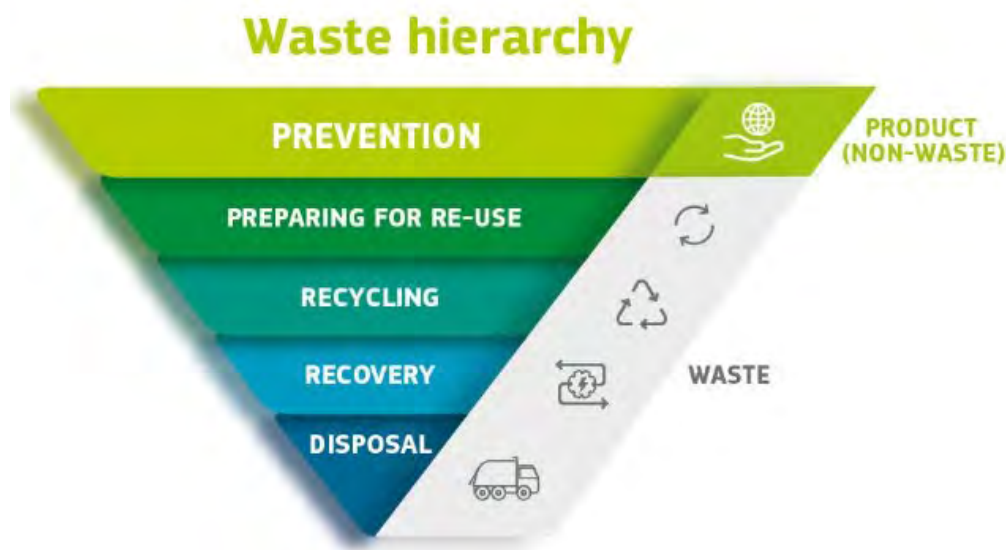 Waste hierarchy
PREVENTION
PRODUCT
(NON-WASTE)
PREPARING FOR RE-USE
RECYCLING
RECOVERY
WASTE
DISPOSAL